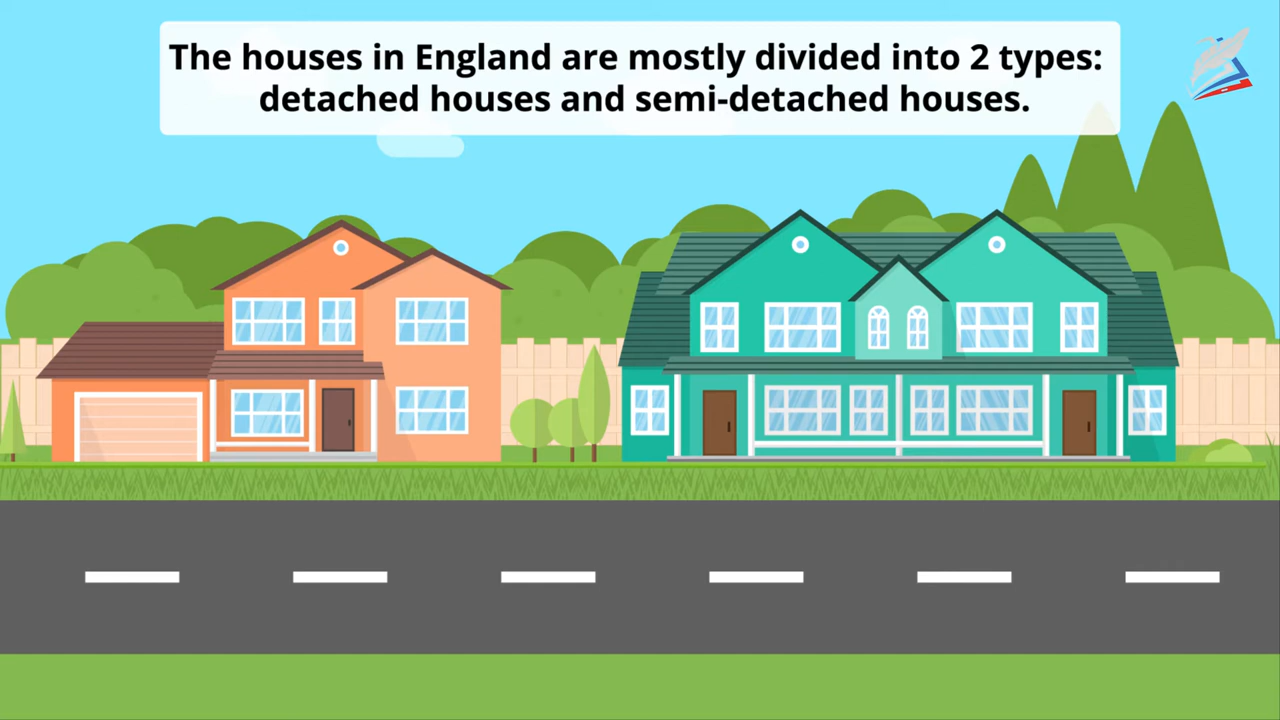 The houses in England are mostly divided into 2 types:
detached houses and semi-detached houses.